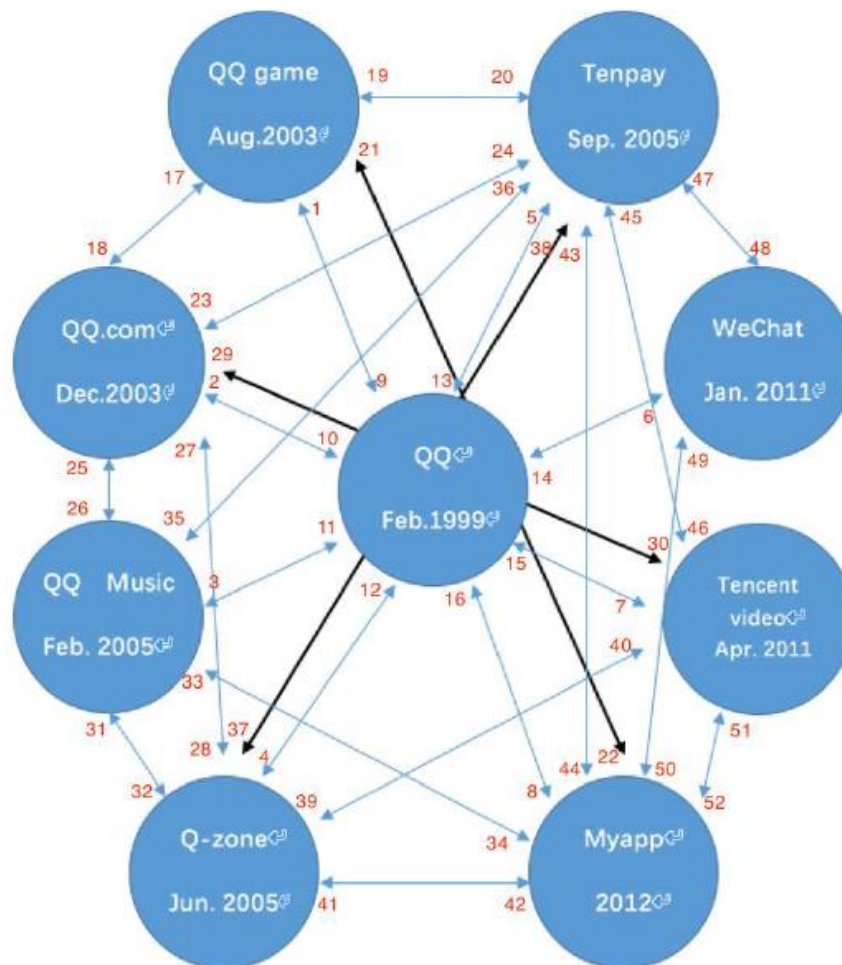 QQ game
Aug.2003
Tenpay
Sep. 2005
19
20
21
24
36
17
1
5
45
47
38
43
18
48
23
QQ.com
Dec.2003
WeChat
Jan. 2011
29
2
9
13
6
10
27
QQ
Feb.1999
14
49
25
26
35
11
3
15
30
46
QQ Music
Feb. 2005
12
16
7
Tencent
video
Apr. 2011
40
33
31
37
28
4
22
44
50
51
32
39
8
52
34
Q-zone
Jun. 2005
Myapp
2012
41
42